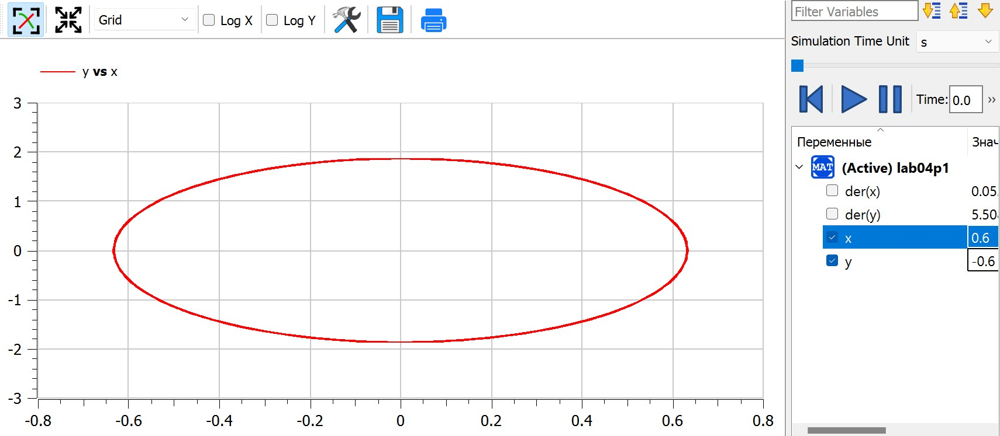 Grid
Log X
Log Y
Filter Variables
Simulation Time Unit
s
y vs x
Time:
0.0
»
3
2
1
0
-1
-2
-3
-0.8
-0.6
-0.4
-0.2
0
0.2
0.4
0.6
0.8
Переменные
Знач
MAT
(Active) lab04p1
der(x)
0.05
der(y)
5.50
x
0.6
y
-0.6